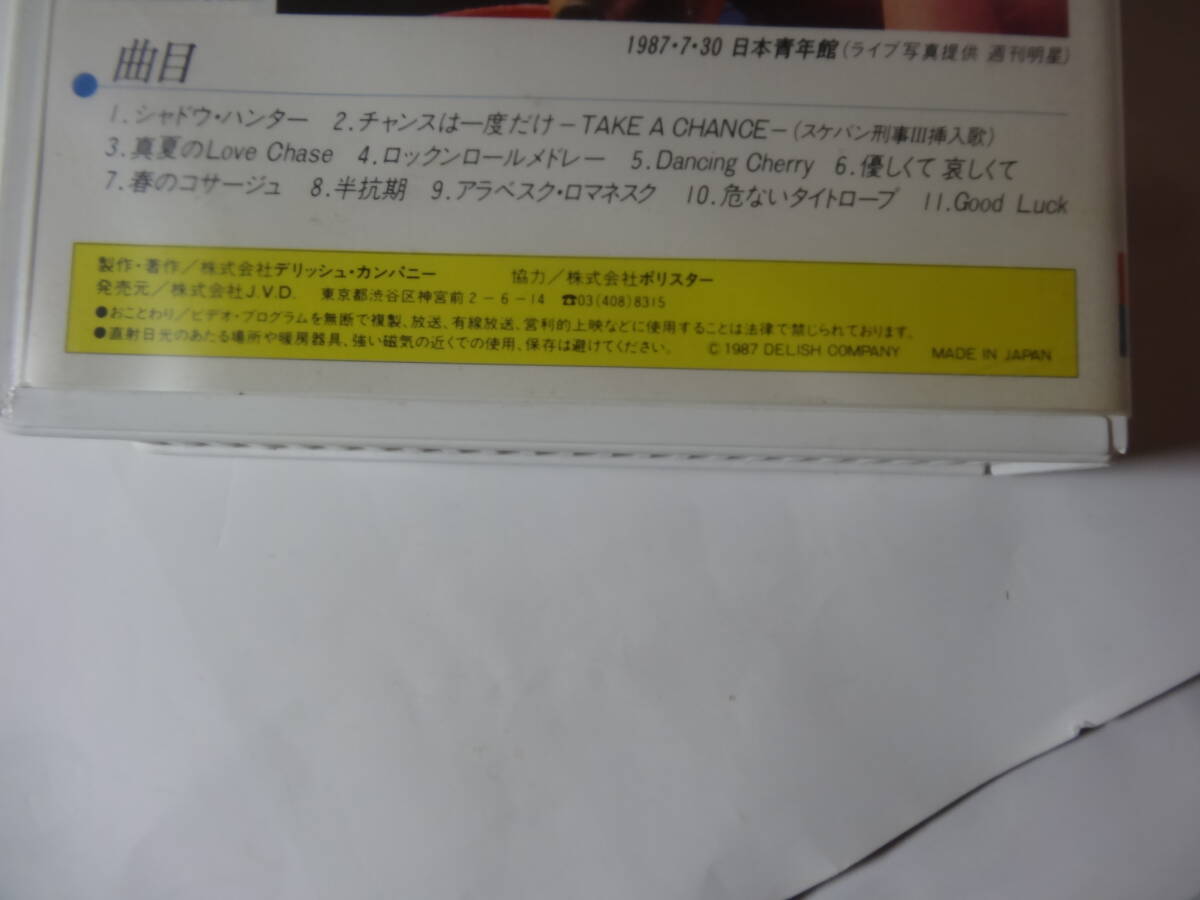 1987・7・30 日本青年館(ライブ写真提供 週刊明星)
曲目
1.シャドウ・ハンター 2.チャンスは一度だけ−TAKE A CHANCE−(スケバン刑事III挿入歌)
3.真夏のLove Chase 4.ロックンロールメドレー 5.Dancing Cherry 6.優しくて 哀しくて
7.春のコサージュ 8.半抗期 9.アラベスク・ロマネスク 10.危ないタイトロープ 11.Good Luck
製作・著作/株式会社デリッシュ・カンパニー 協力/株式会社ポリスター
発売元/株式会社J.V.D. 東京都渋谷区神宮前2-6-14 ☎03(408)8315
●おことわり/ビデオ・プログラムを無断で複製、放送、有線放送、営利的上映などに使用することは法律で禁じられております。
●直射日光のあたる場所や暖房器具、強い磁気の近くでの使用、保存は避けてください。 ©1987 DELISH COMPANY MADE IN JAPAN